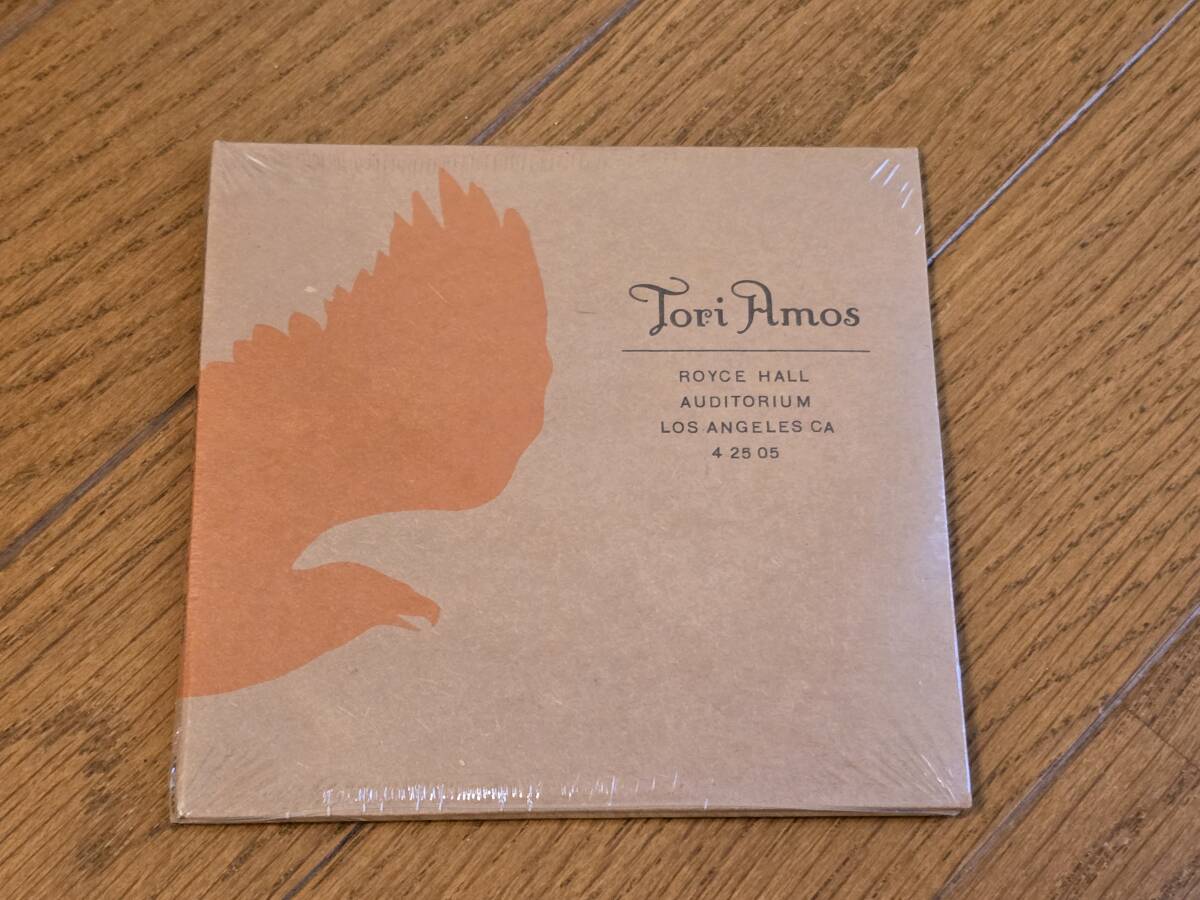 Tori Amos
ROYCE HALL
AUDITORIUM
LOS ANGELES CA
4 25 05